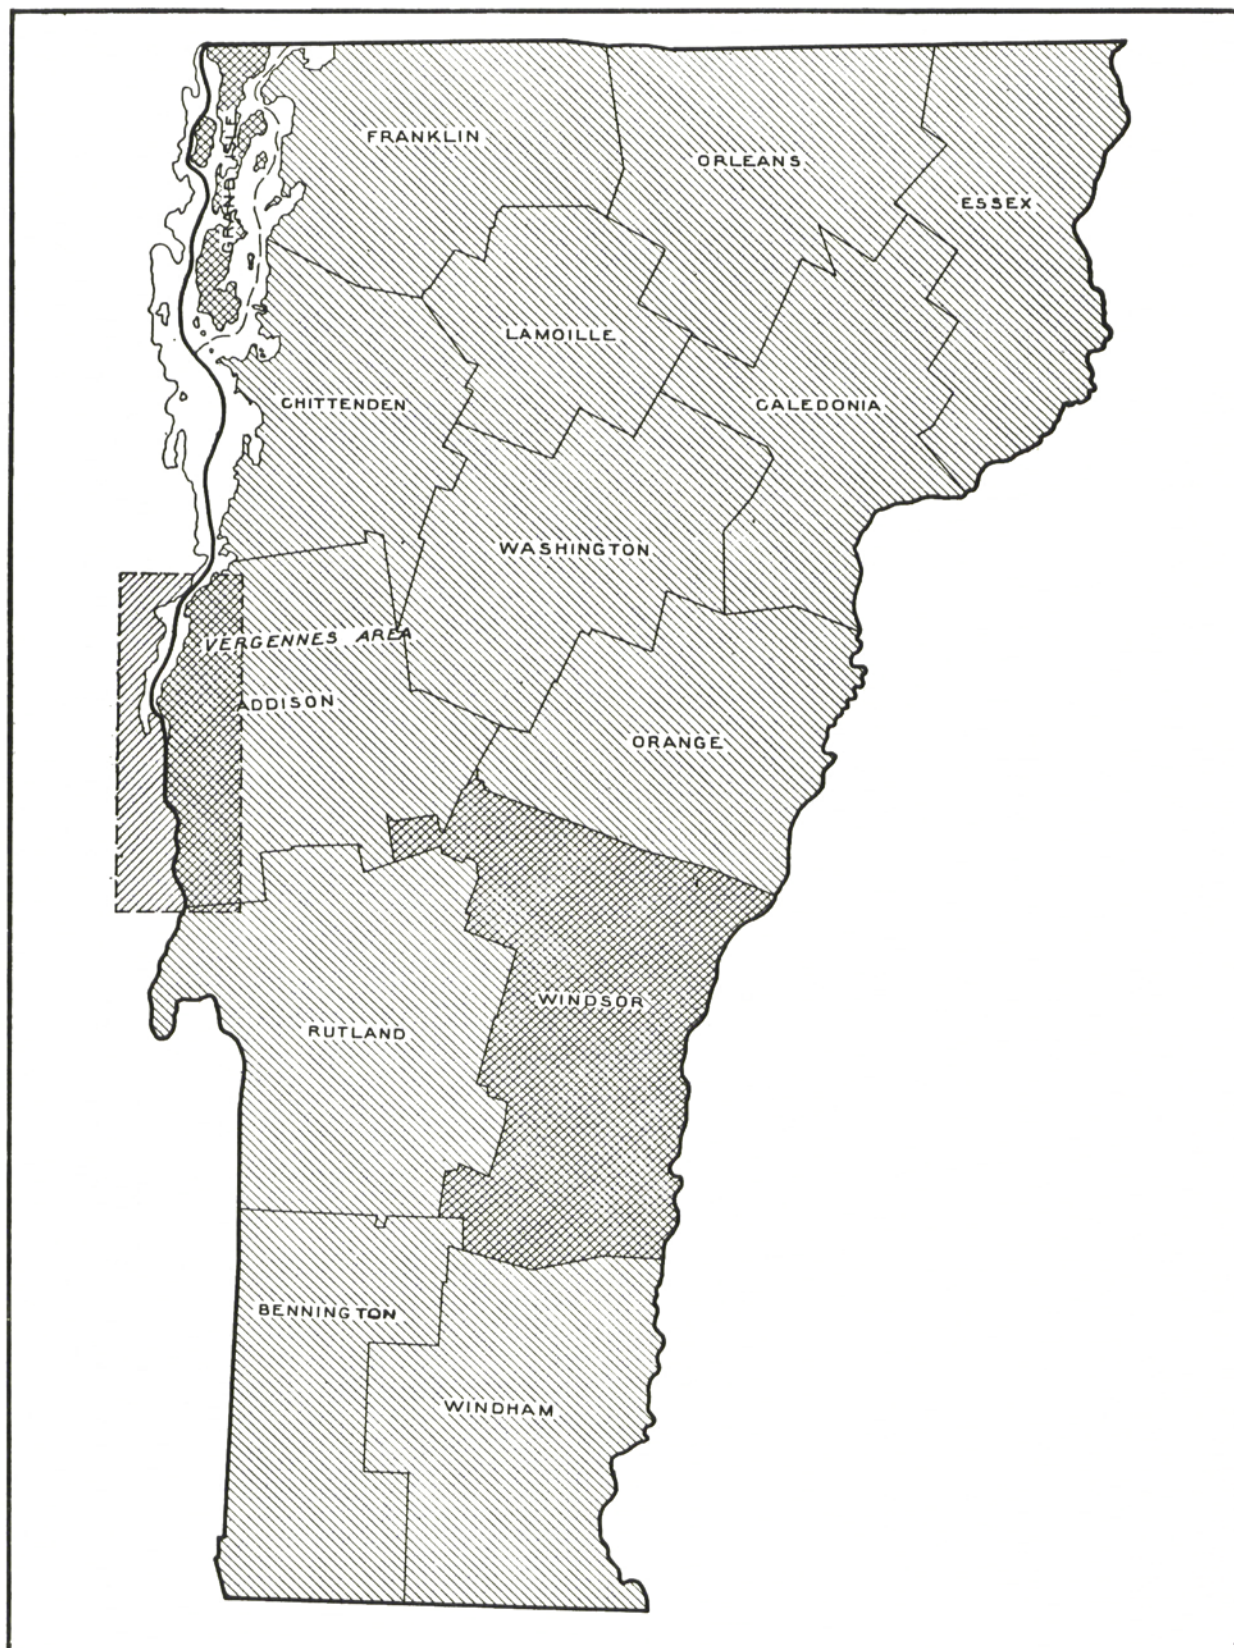 FRANKLIN
ORLEANS
GRAND ISLE
ESSEX
LAMOILLE
CHITTENDEN
CALEDONIA
WASHINGTON
VERGENNES AREA
ADDISON
ORANGE
WINDSOR
RUTLAND
BENNINGTON
WINDHAM